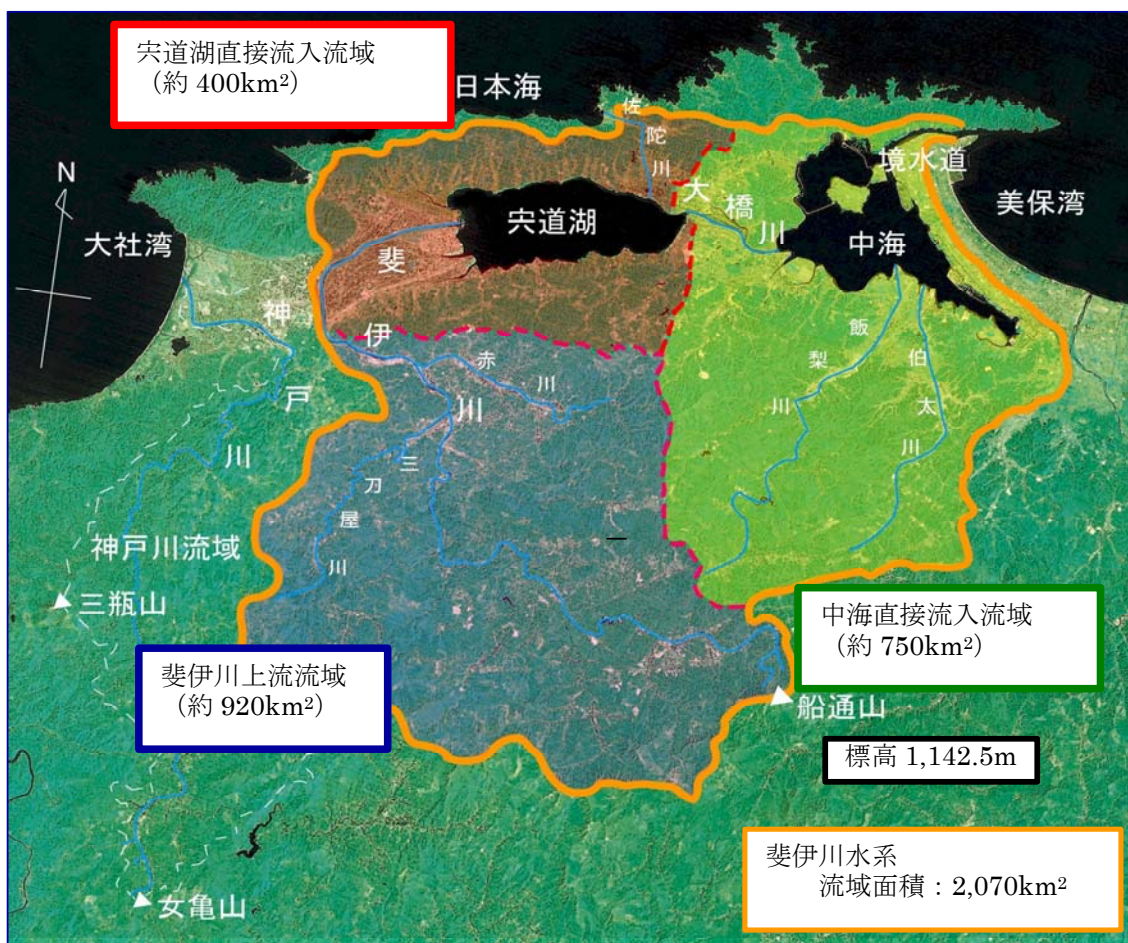 宍道湖直接流入流域
（約 400km²）
日本海
佐陀川
境水道
N
大橋川
美保湾
宍道湖
大社湾
中海
斐伊川
神戸川
飯梨川
伯太川
赤川
三刀屋川
神戸川流域
三瓶山
中海直接流入流域
（約 750km²）
斐伊川上流流域
（約 920km²）
船通山
標高 1,142.5m
斐伊川水系
流域面積：2,070km²
女亀山